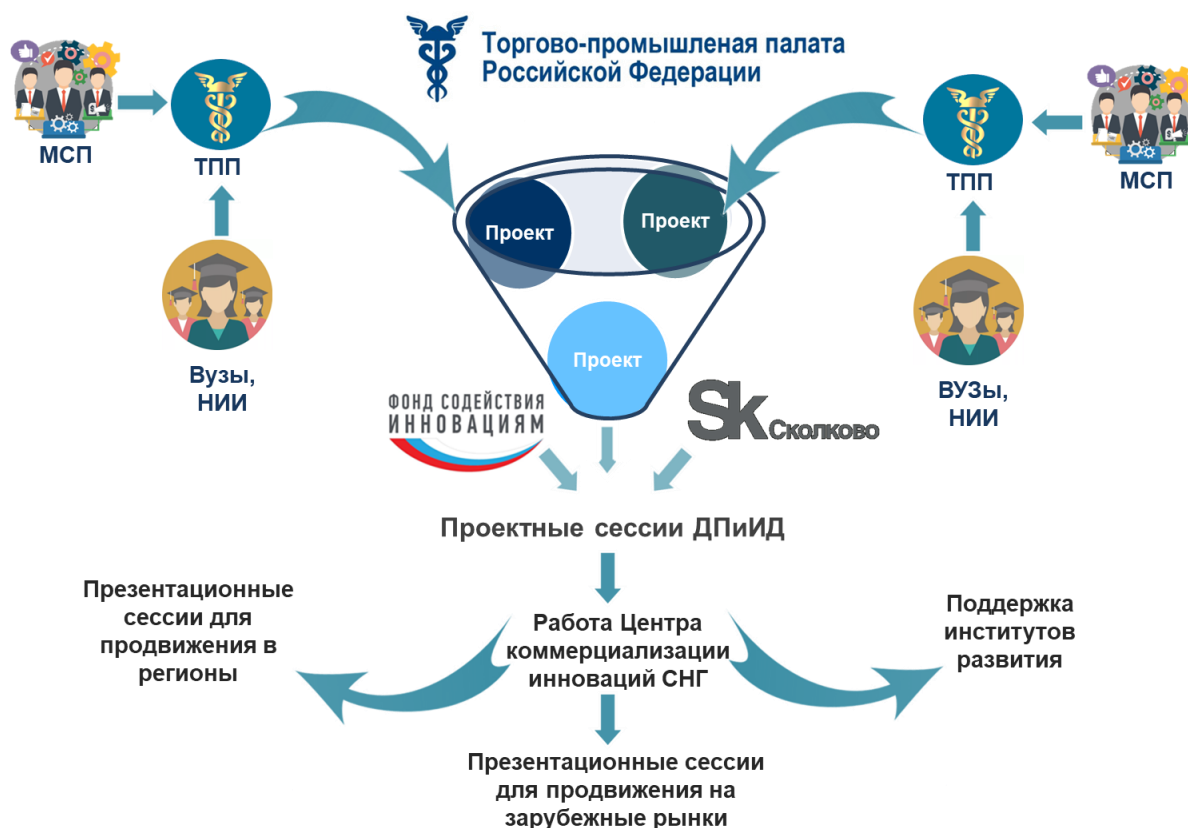 Торгово-промышленая палата
Российской Федерации
МСП
ТПП
ТПП
МСП
Проект
Проект
Проект
Вузы,
НИИ
ВУЗы,
НИИ
ФОНД СОДЕЙСТВИЯ
ИННОВАЦИЯМ
Sk Сколково
Проектные сессии ДПиИД
Презентационные
сессии для
продвижения в
регионы
Работа Центра
коммерциализации
инноваций СНГ
Поддержка
институтов
развития
Презентационные сессии
для продвижения на
зарубежные рынки